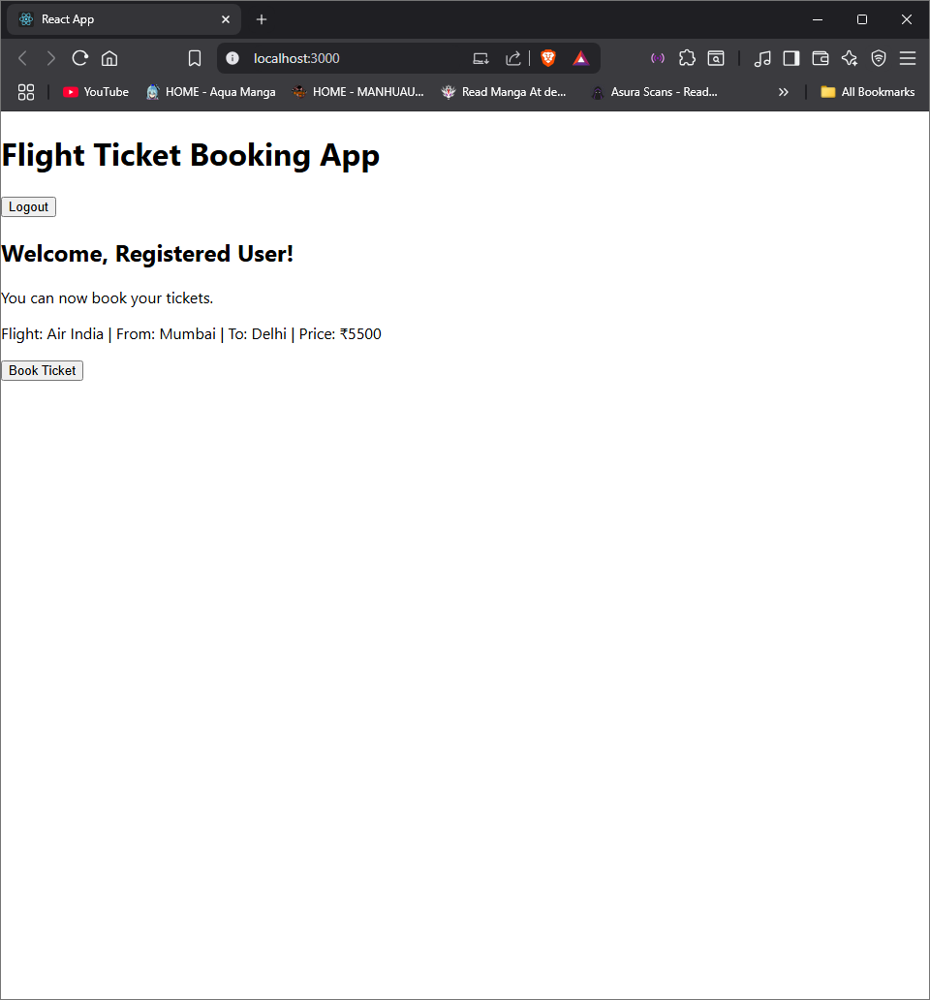 React App
localhost:3000
YouTube
HOME - Aqua Manga
HOME - MANHUAU...
Read Manga At de...
Asura Scans - Read...
All Bookmarks
Flight Ticket Booking App
Logout
Welcome, Registered User!
You can now book your tickets.
Flight: Air India | From: Mumbai | To: Delhi | Price: ₹5500
Book Ticket